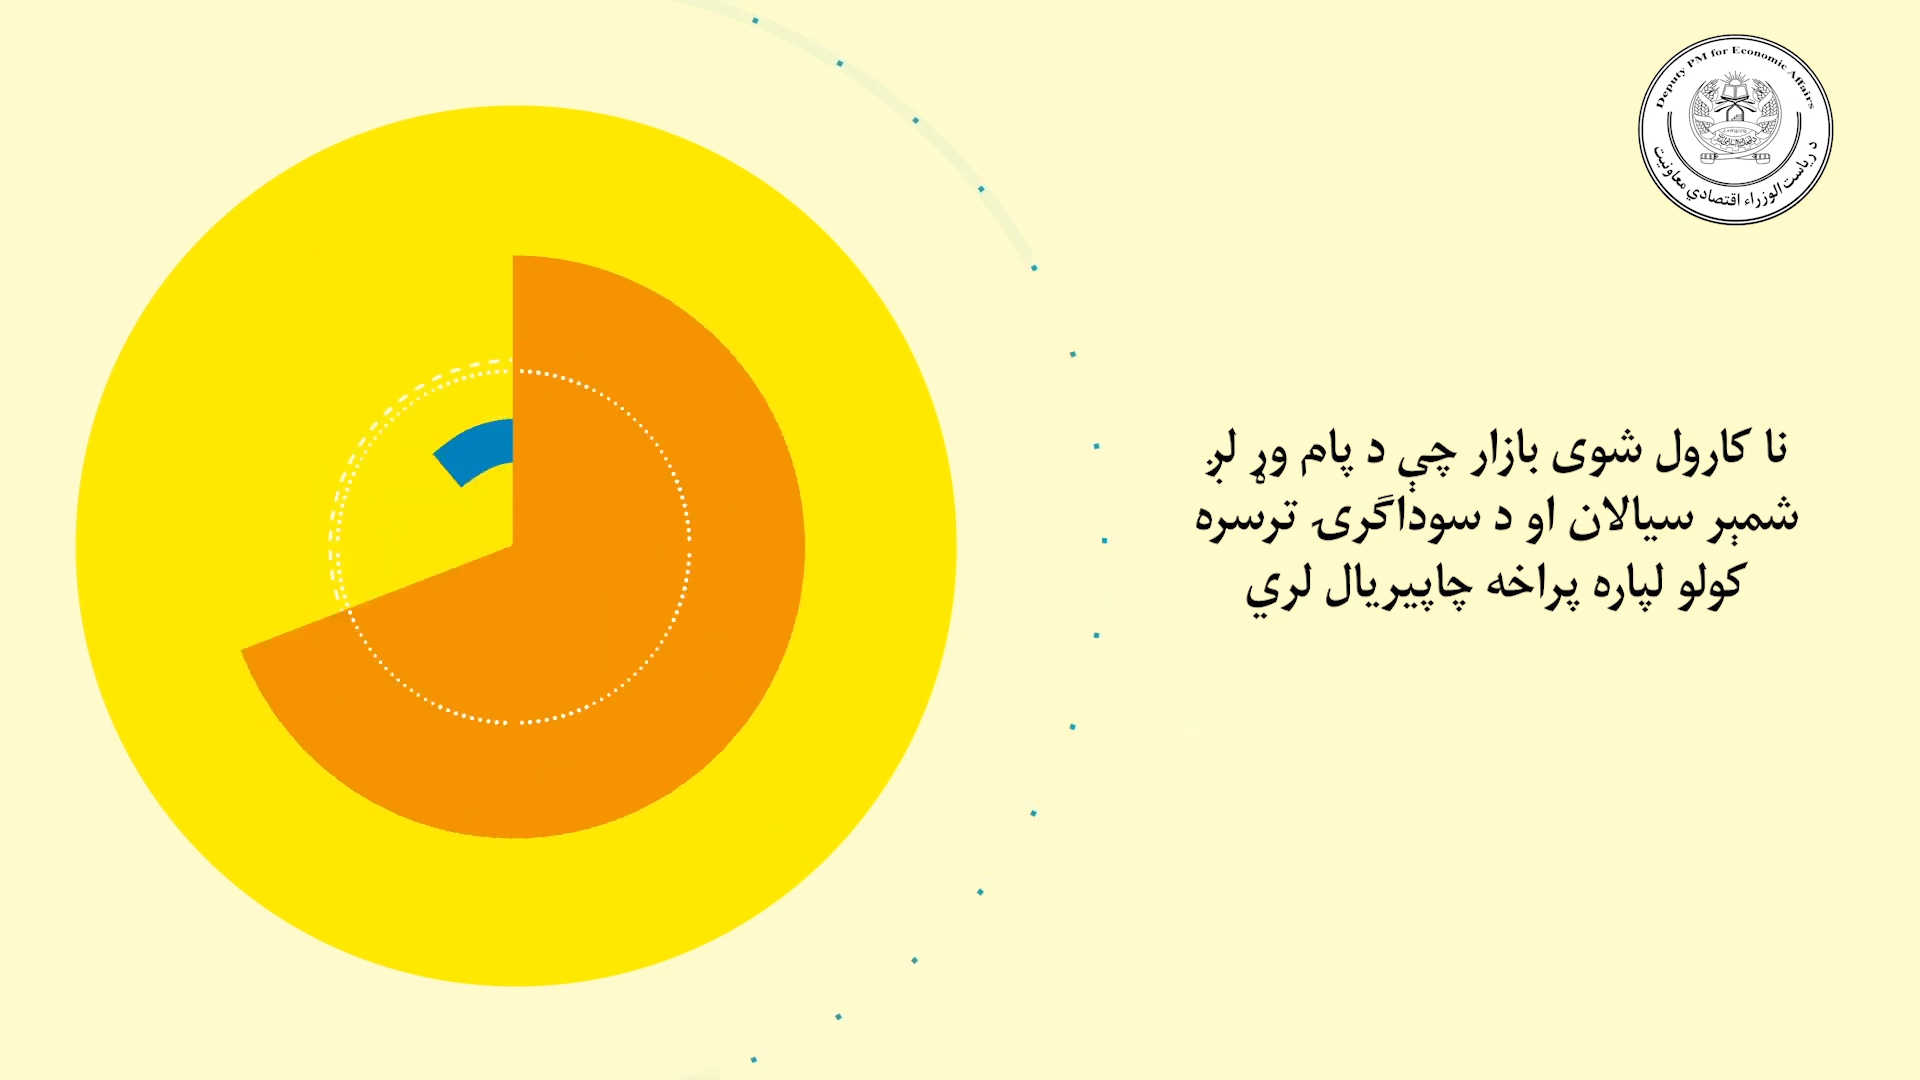 Deputy PM for Economic Affairs
د ریاست الوزراء اقتصادي معاونیت
نا کارول شوی بازار چې د پام وړ لږ
شمېر سیالان او د سوداګرۍ ترسره
کولو لپاره پراخه چاپیریال لري